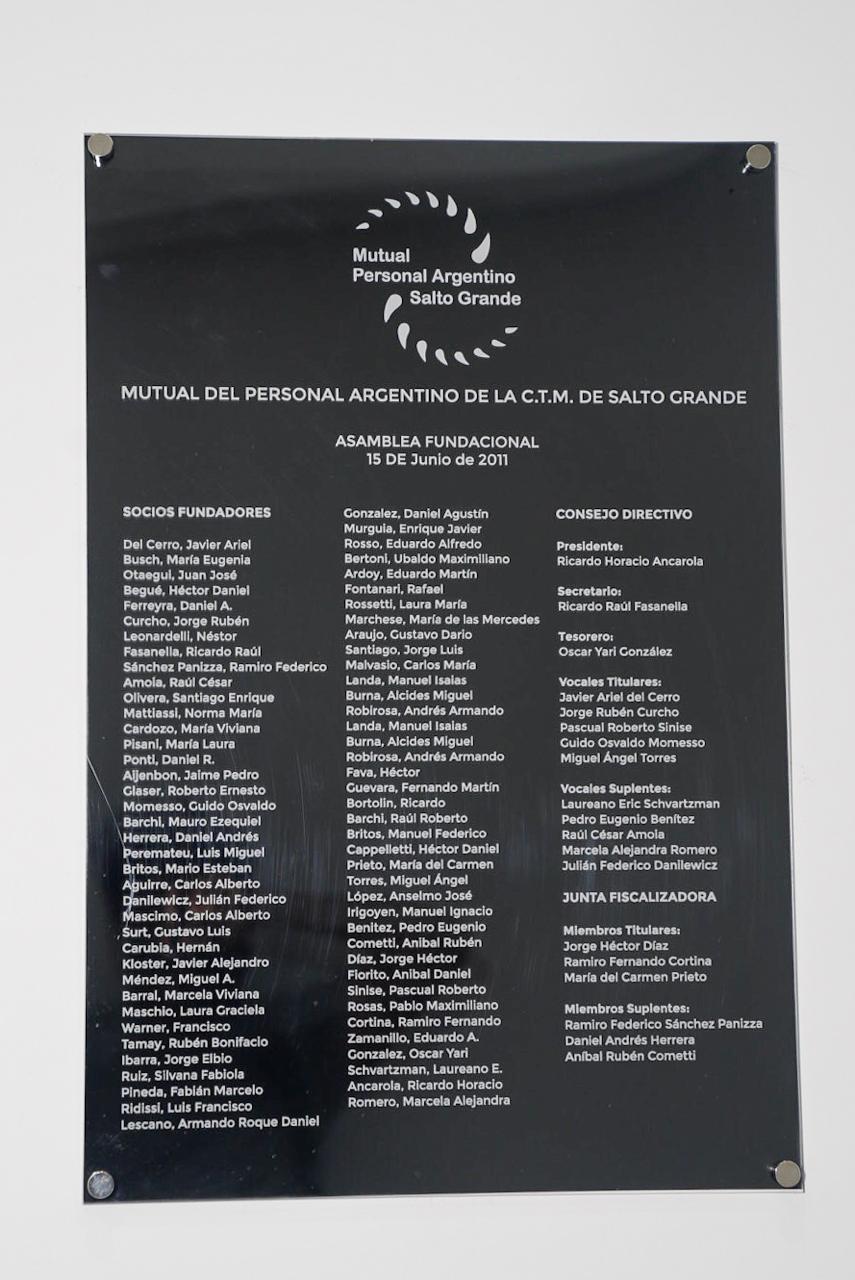 Mutual
Personal Argentino
Salto Grande
MUTUAL DEL PERSONAL ARGENTINO DE LA C.T.M. DE SALTO GRANDE
ASAMBLEA FUNDACIONAL
15 DE Junio de 2011
SOCIOS FUNDADORES
Del Cerro, Javier Ariel
Busch, María Eugenia
Otaegui, Juan José
Begué, Héctor Daniel
Ferreyra, Daniel A.
Curcho, Jorge Rubén
Leonardelli, Néstor
Fasanella, Ricardo Raúl
Sánchez Panizza, Ramiro Federico
Amola, Raúl César
Olivera, Santiago Enrique
Mattiassi, Norma María
Cardozo, María Viviana
Pisani, María Laura
Ponti, Daniel R.
Aljenbon, Jaime Pedro
Glaser, Roberto Ernesto
Momesso, Guido Osvaldo
Barchi, Mauro Ezequiel
Herrera, Daniel Andrés
Peremateu, Luis Miguel
Britos, Mario Esteban
Aguirre, Carlos Alberto
Danilewicz, Julián Federico
Mascimo, Carlos Alberto
Surt, Gustavo Luis
Carubia, Hernán
Kloster, Javier Alejandro
Méndez, Miguel A.
Barral, Marcela Viviana
Maschio, Laura Graciela
Warner, Francisco
Tamay, Rubén Bonifacio
Ibarra, Jorge Elbio
Ruiz, Silvana Fabiola
Pineda, Fabián Marcelo
Ridissi, Luis Francisco
Lescano, Armando Roque Daniel
Gonzalez, Daniel Agustín
Murguia, Enrique Javier
Rosso, Eduardo Alfredo
Bertoni, Ubaldo Maximiliano
Ardoy, Eduardo Martín
Fontanari, Rafael
Rossetti, Laura María
Marchese, María de las Mercedes
Araujo, Gustavo Dario
Santiago, Jorge Luis
Malvasio, Carlos María
Landa, Manuel Isaias
Burna, Alcides Miguel
Robirosa, Andrés Armando
Landa, Manuel Isaias
Burna, Alcides Miguel
Robirosa, Andrés Armando
Fava, Héctor
Guevara, Fernando Martín
Bortolin, Ricardo
Barchi, Raúl Roberto
Britos, Manuel Federico
Cappelletti, Héctor Daniel
Prieto, María del Carmen
Torres, Miguel Ángel
López, Anselmo José
Irigoyen, Manuel Ignacio
Benitez, Pedro Eugenio
Cometti, Anibal Rubén
Díaz, Jorge Héctor
Fiorito, Anibal Daniel
Sinise, Pascual Roberto
Rosas, Pablo Maximiliano
Cortina, Ramiro Fernando
Zamanillo, Eduardo A.
Gonzalez, Oscar Yari
Schvartzman, Laureano E.
Ancarola, Ricardo Horacio
Romero, Marcela Alejandra
CONSEJO DIRECTIVO
Presidente:
Ricardo Horacio Ancarola
Secretario:
Ricardo Raúl Fasanella
Tesorero:
Oscar Yari González
Vocales Titulares:
Javier Ariel del Cerro
Jorge Rubén Curcho
Pascual Roberto Sinise
Guido Osvaldo Momesso
Miguel Ángel Torres
Vocales Suplentes:
Laureano Eric Schvartzman
Pedro Eugenio Benítez
Raúl César Amola
Marcela Alejandra Romero
Julián Federico Danilewicz
JUNTA FISCALIZADORA
Miembros Titulares:
Jorge Héctor Díaz
Ramiro Fernando Cortina
María del Carmen Prieto
Miembros Suplentes:
Ramiro Federico Sánchez Panizza
Daniel Andrés Herrera
Aníbal Rubén Cometti